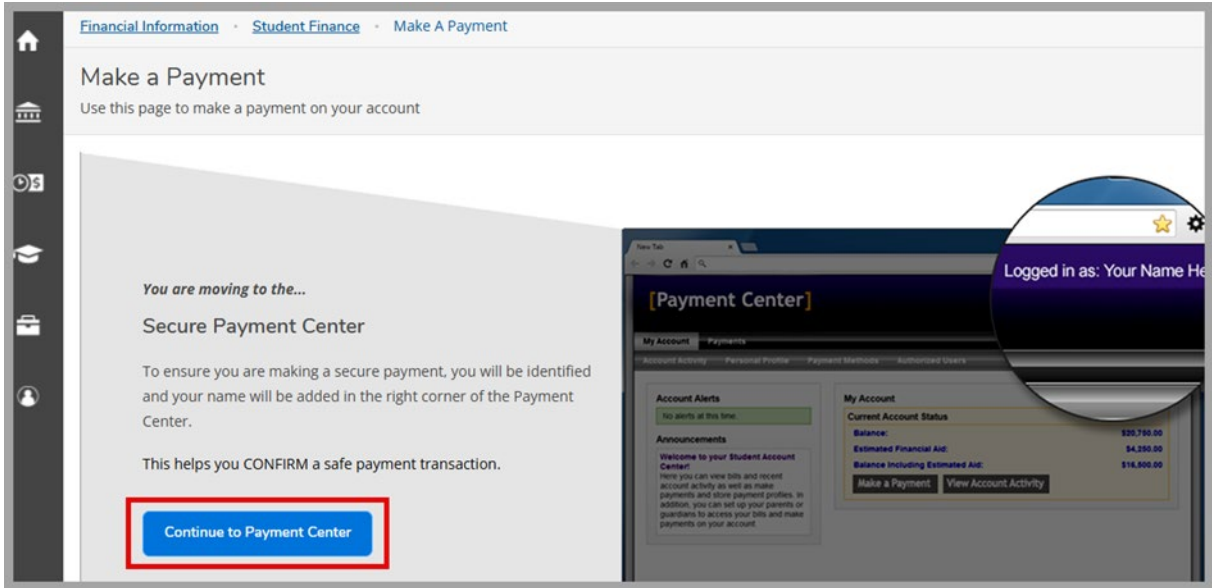 Financial Information • Student Finance • Make A Payment
Make a Payment
Use this page to make a payment on your account
You are moving to the...
Secure Payment Center
To ensure you are making a secure payment, you will be identified
and your name will be added in the right corner of the Payment
Center.
This helps you CONFIRM a safe payment transaction.
Continue to Payment Center
New Tab
Logged in as: Your Name He
[Payment Center]
My Account Payments
Account Activity Personal Profile Payment Methods Authorized Users
Account Alerts
No alerts at this time.
Announcements
Welcome to your Student Account
Center!
Here you can view bills and recent
account activity as well as make
payments and store payment profiles. In
addition, you can set up your parents or
guardians to access your bills and make
payments on your account
My Account
Current Account Status
Balance: $20,750.00
Estimated Financial Aid: $4,250.00
Balance Including Estimated Aid: $16,500.00
Make a Payment View Account Activity